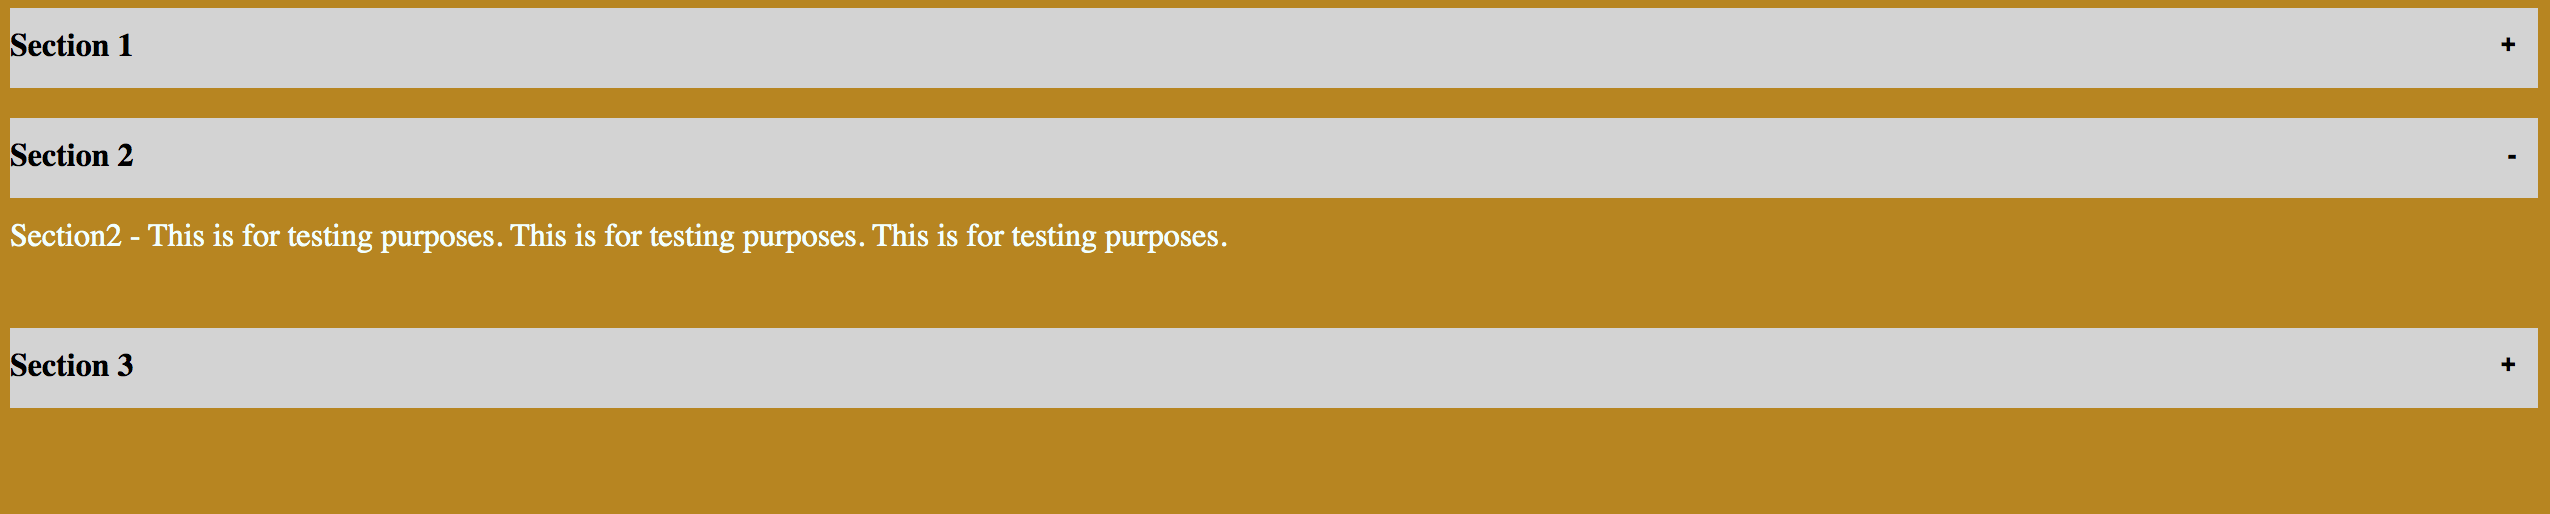 Section 1 +
Section 2 -
Section2 - This is for testing purposes. This is for testing purposes. This is for testing purposes.
Section 3 +